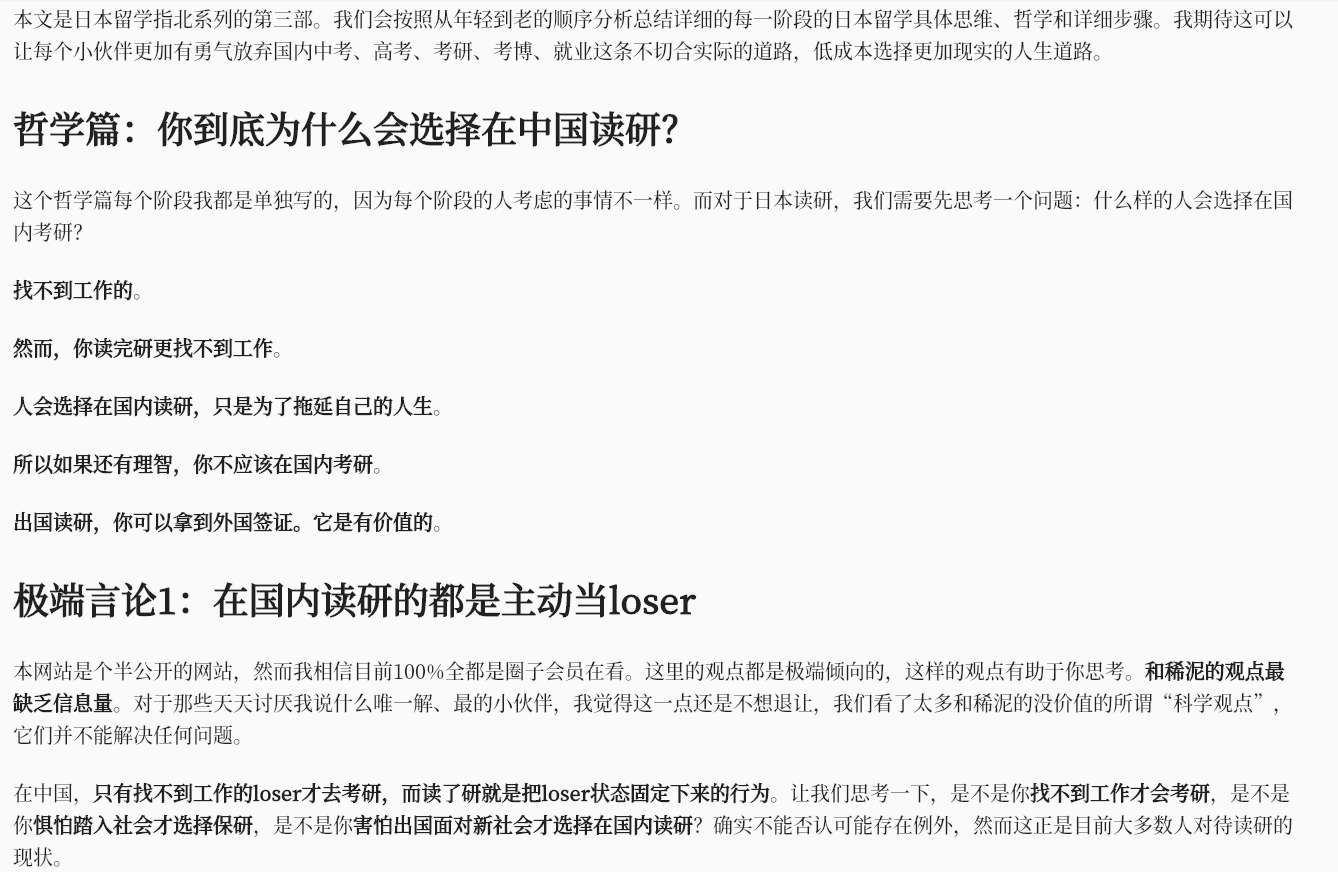 本文是日本留学指北系列的第三部。我们会按照从年轻到老的顺序分析总结详细的每一阶段的日本留学具体思维、哲学和详细步骤。我期待这可以
让每个小伙伴更加有勇气放弃国内中考、高考、考研、考博、就业这条不切合实际的道路，低成本选择更加现实的人生道路。
哲学篇：你到底为什么会选择在中国读研？
这个哲学篇每个阶段我都是单独写的，因为每个阶段的人考虑的事情不一样。而对于日本读研，我们需要先思考一个问题：什么样的人会选择在国
内考研？
找不到工作的。
然而，你读完研更找不到工作。
人会选择在国内读研，只是为了拖延自己的人生。
所以如果还有理智，你不应该在国内考研。
出国读研，你可以拿到外国签证。它是有价值的。
极端言论1：在国内读研的都是主动当loser
本网站是个半公开的网站，然而我相信目前100%全都是圈子会员在看。这里的观点都是极端倾向的，这样的观点有助于你思考。和稀泥的观点最
缺乏信息量。对于那些天天讨厌我说什么唯一解、最的小伙伴，我觉得这一点还是不想退让，我们看了太多和稀泥的没价值的所谓“科学观点”，
它们并不能解决任何问题。
在中国，只有找不到工作的loser才去考研，而读了研就是把loser状态固定下来的行为。让我们思考一下，是不是你找不到工作才会考研，是不是
你惧怕踏入社会才选择保研，是不是你害怕出国面对新社会才选择在国内读研？确实不能否认可能存在例外，然而这正是目前大多数人对待读研的
现状。